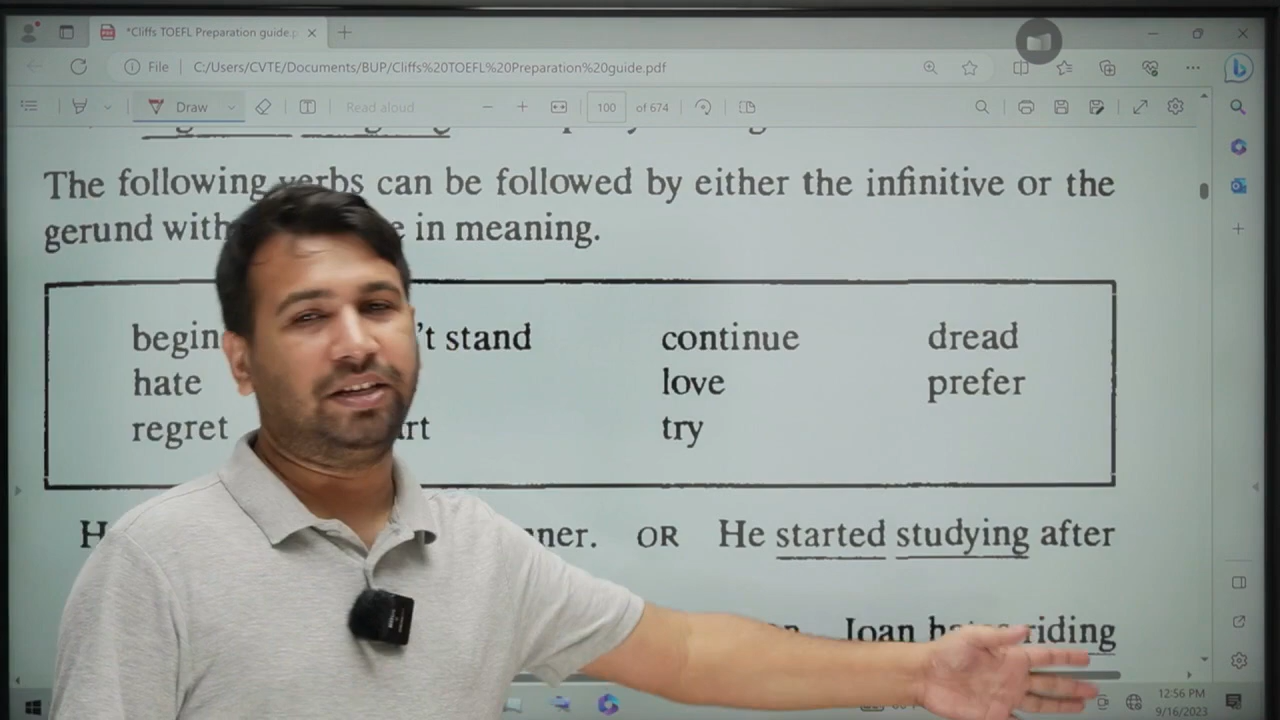 *Cliffs TOEFL Preparation guide.p
File
C:/Users/CVTE/Documents/BUP/Cliffs%20TOEFL%20Preparation%20guide.pdf
Draw
Read aloud
100 of 674
The following verbs can be followed by either the infinitive or the
gerund with in meaning.
begin 't stand continue dread
hate love prefer
regret try
OR He started studying after
Joan hates riding
12:56 PM
9/16/2023